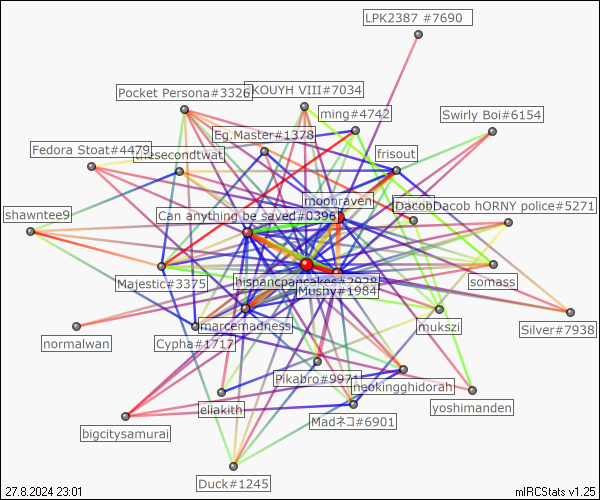 LPK2387 #7690
KOUYH VIII#7034
Pocket Persona#3326
ming#4742
Swirly Boi#6154
Eg.Master#1378
Fedora Stoat#4479
thesecondtwat
frisout
moonraven
DacobDacob hORNY police#5271
shawntee9
Can anything be saved#0396
Majestic#3375
hispancpancakes#2928
somass
Mushy#1984
marcemadness
mukszi
Silver#7938
normalwan
Cypha#1717
Pikabro#9971
neokingghidorah
eliakith
yoshimanden
Madネコ#6901
bigcitysamurai
Duck#1245
27.8.2024 23:01
mIRCStats v1.25